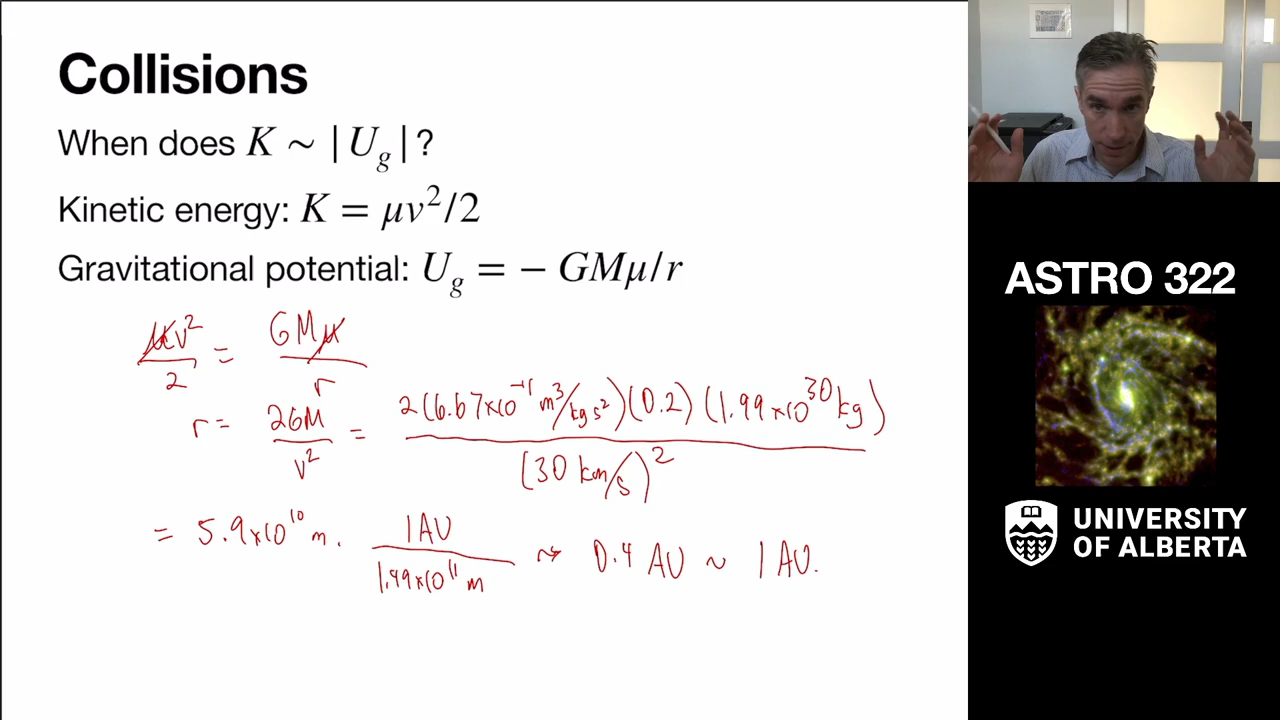 Collisions
When does K ∼ |U_g|?
Kinetic energy: K = μv²/2
Gravitational potential: U_g = − GMμ/r
μv²/2 = GMμ/r
r = 2GM/v² = 2(6.67×10⁻¹¹ m³/kg s²)(0.2)(1.99×10³⁰ kg)/(30 km/s)²
= 5.9×10¹⁰ m. 1AU/1.49×10¹¹ m ~> 0.4 AU ~ 1 AU.
ASTRO 322
UNIVERSITY
OF ALBERTA